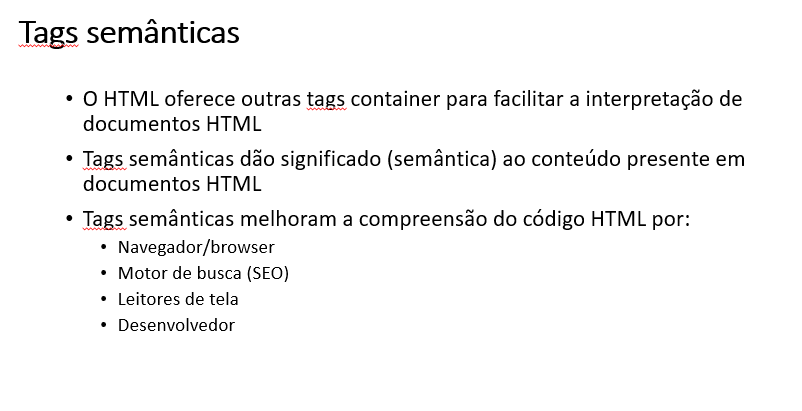 Tags semânticas
• O HTML oferece outras tags container para facilitar a interpretação de
documentos HTML
• Tags semânticas dão significado (semântica) ao conteúdo presente em
documentos HTML
• Tags semânticas melhoram a compreensão do código HTML por:
• Navegador/browser
• Motor de busca (SEO)
• Leitores de tela
• Desenvolvedor